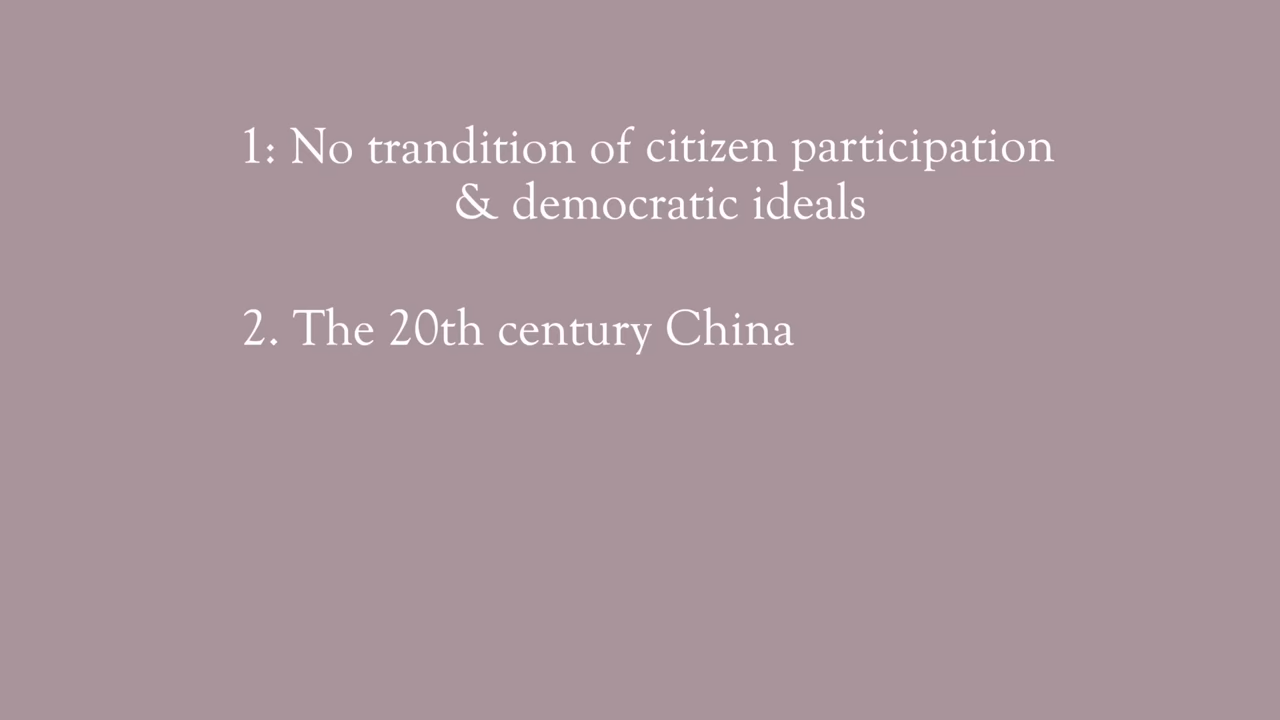 1: No trandition of citizen participation
& democratic ideals
2. The 20th century China